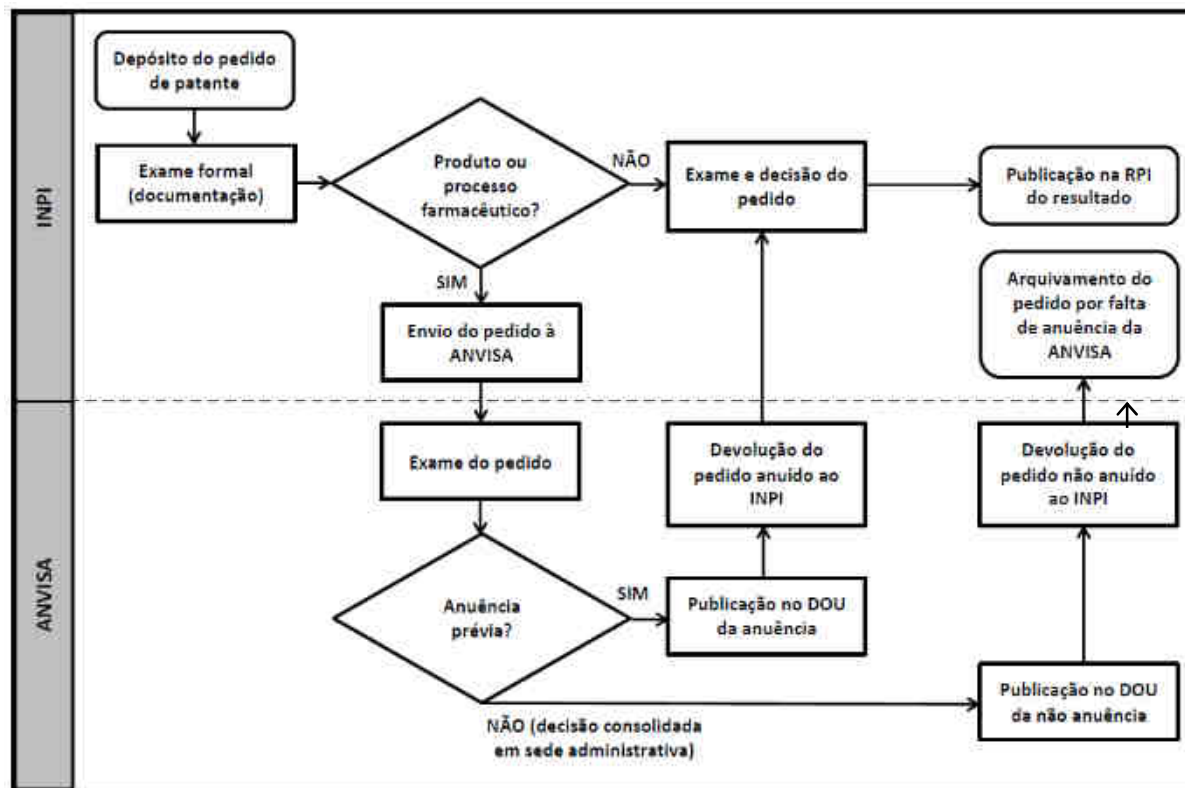 INPI
Depósito do pedido
de patente
Exame formal
(documentação)
Produto ou
processo
farmacêutico?
NÃO
Exame e decisão do
pedido
Publicação na RPI
do resultado
SIM
Envio do pedido à
ANVISA
Arquivamento do
pedido por falta
de anuência da
ANVISA
ANVISA
Exame do pedido
Devolução do
pedido anuído ao
INPI
Devolução do
pedido não anuído
ao INPI
Anuência
prévia?
SIM
Publicação no DOU
da anuência
NÃO (decisão consolidada
em sede administrativa)
Publicação no DOU
da não anuência